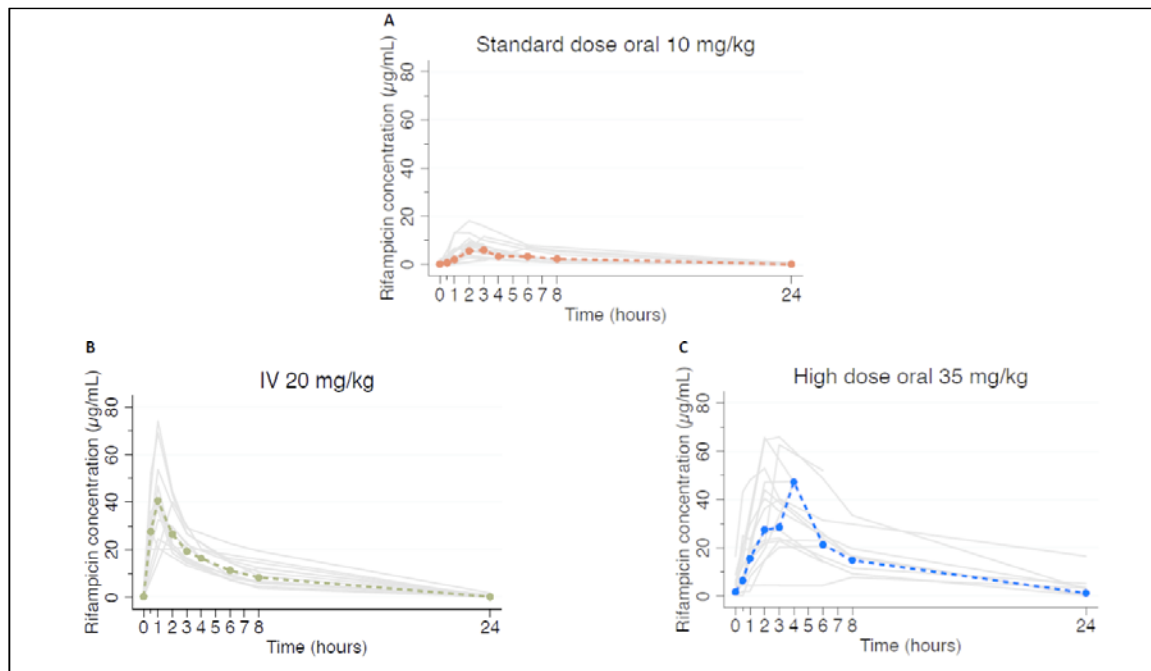 A
Standard dose oral 10 mg/kg
Rifampicin concentration (µg/mL)
80
60
40
20
0
0 1 2 3 4 5 6 7 8 24
Time (hours)
B
IV 20 mg/kg
Rifampicin concentration (µg/mL)
80
60
40
20
0
0 1 2 3 4 5 6 7 8 24
Time (hours)
C
High dose oral 35 mg/kg
Rifampicin concentration (µg/mL)
80
60
40
20
0
0 1 2 3 4 5 6 7 8 24
Time (hours)